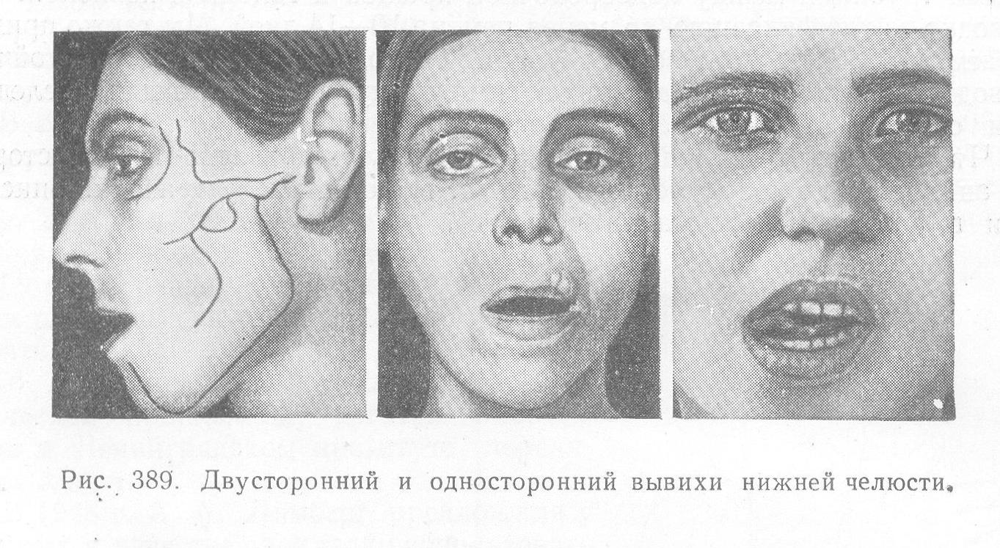 Рис. 389. Двусторонний и односторонний вывихи нижней челюсти.